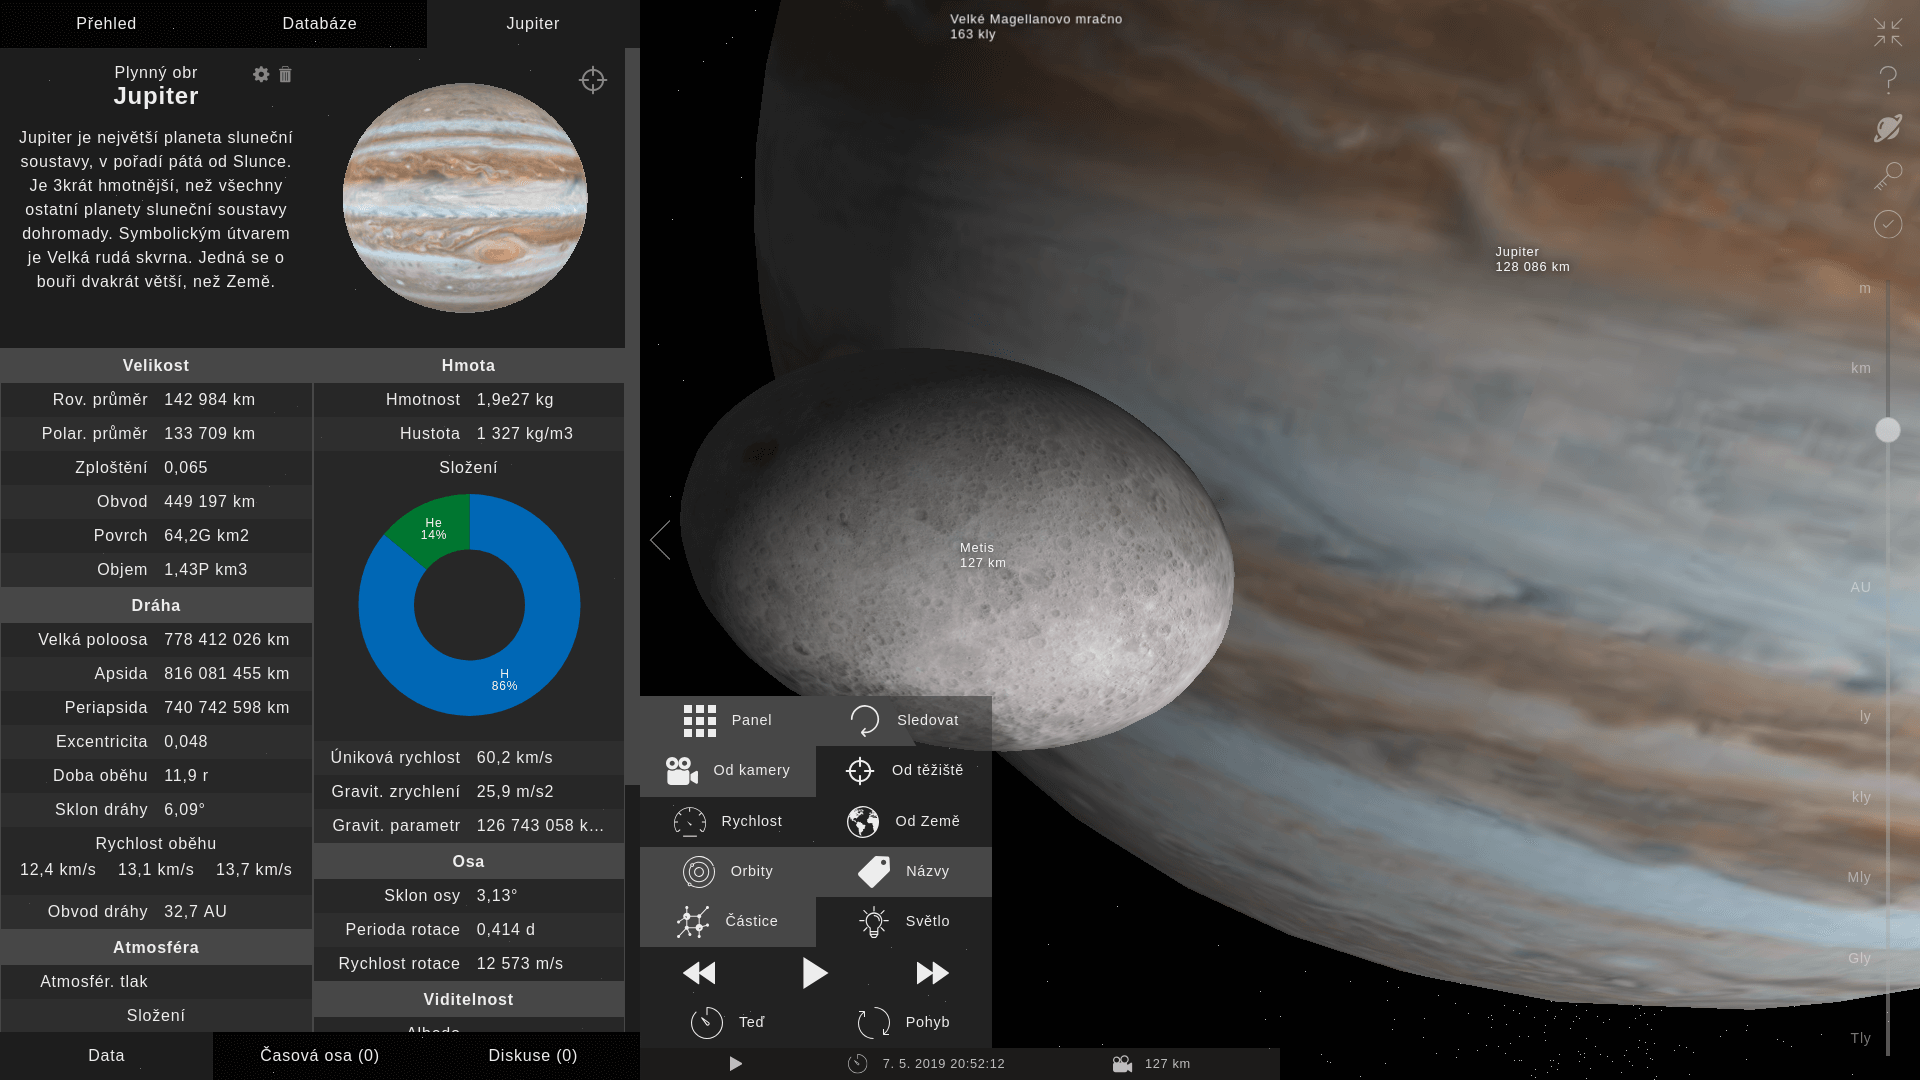 Přehled
Databáze
Jupiter
Plynný obr
Jupiter
Jupiter je největší planeta sluneční
soustavy, v pořadí pátá od Slunce.
Je 3krát hmotnější, než všechny
ostatní planety sluneční soustavy
dohromady. Symbolickým útvarem
je Velká rudá skvrna. Jedná se o
bouři dvakrát větší, než Země.
Velikost
Rov. průměr 142 984 km
Polar. průměr 133 709 km
Zploštění 0,065
Obvod 449 197 km
Povrch 64,2G km2
Objem 1,43P km3
Dráha
Velká poloosa 778 412 026 km
Apsida 816 081 455 km
Periapsida 740 742 598 km
Excentricita 0,048
Doba oběhu 11,9 r
Sklon dráhy 6,09°
Rychlost oběhu
12,4 km/s 13,1 km/s 13,7 km/s
Obvod dráhy 32,7 AU
Atmosféra
Atmosfér. tlak
Složení
Hmota
Hmotnost 1,9e27 kg
Hustota 1 327 kg/m3
Složení
He
14%
H
86%
Úniková rychlost 60,2 km/s
Gravit. zrychlení 25,9 m/s2
Gravit. parametr 126 743 058 k...
Osa
Sklon osy 3,13°
Perioda rotace 0,414 d
Rychlost rotace 12 573 m/s
Viditelnost
Albedo
Data
Časová osa (0)
Diskuse (0)
Velké Magellanovo mračno
163 kly
Jupiter
128 086 km
Metis
127 km
Panel
Sledovat
Od kamery
Od těžiště
Rychlost
Od Země
Orbity
Názvy
Částice
Světlo
Teď
Pohyb
7. 5. 2019 20:52:12
127 km
m
km
AU
ly
kly
Mly
Gly
Tly